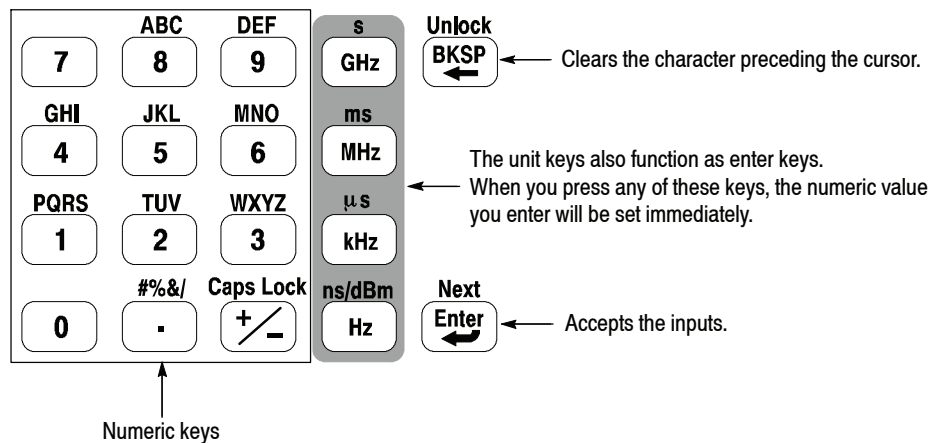 ABC DEF s Unlock
7 8 9 GHz BKSP
Clears the character preceding the cursor.
GHI JKL MNO ms
4 5 6 MHz
The unit keys also function as enter keys.
When you press any of these keys, the numeric value
you enter will be set immediately.
PQRS TUV WXYZ µs
1 2 3 kHz
#%&/ Caps Lock ns/dBm Next
0 . +/− Hz Enter
Accepts the inputs.
Numeric keys